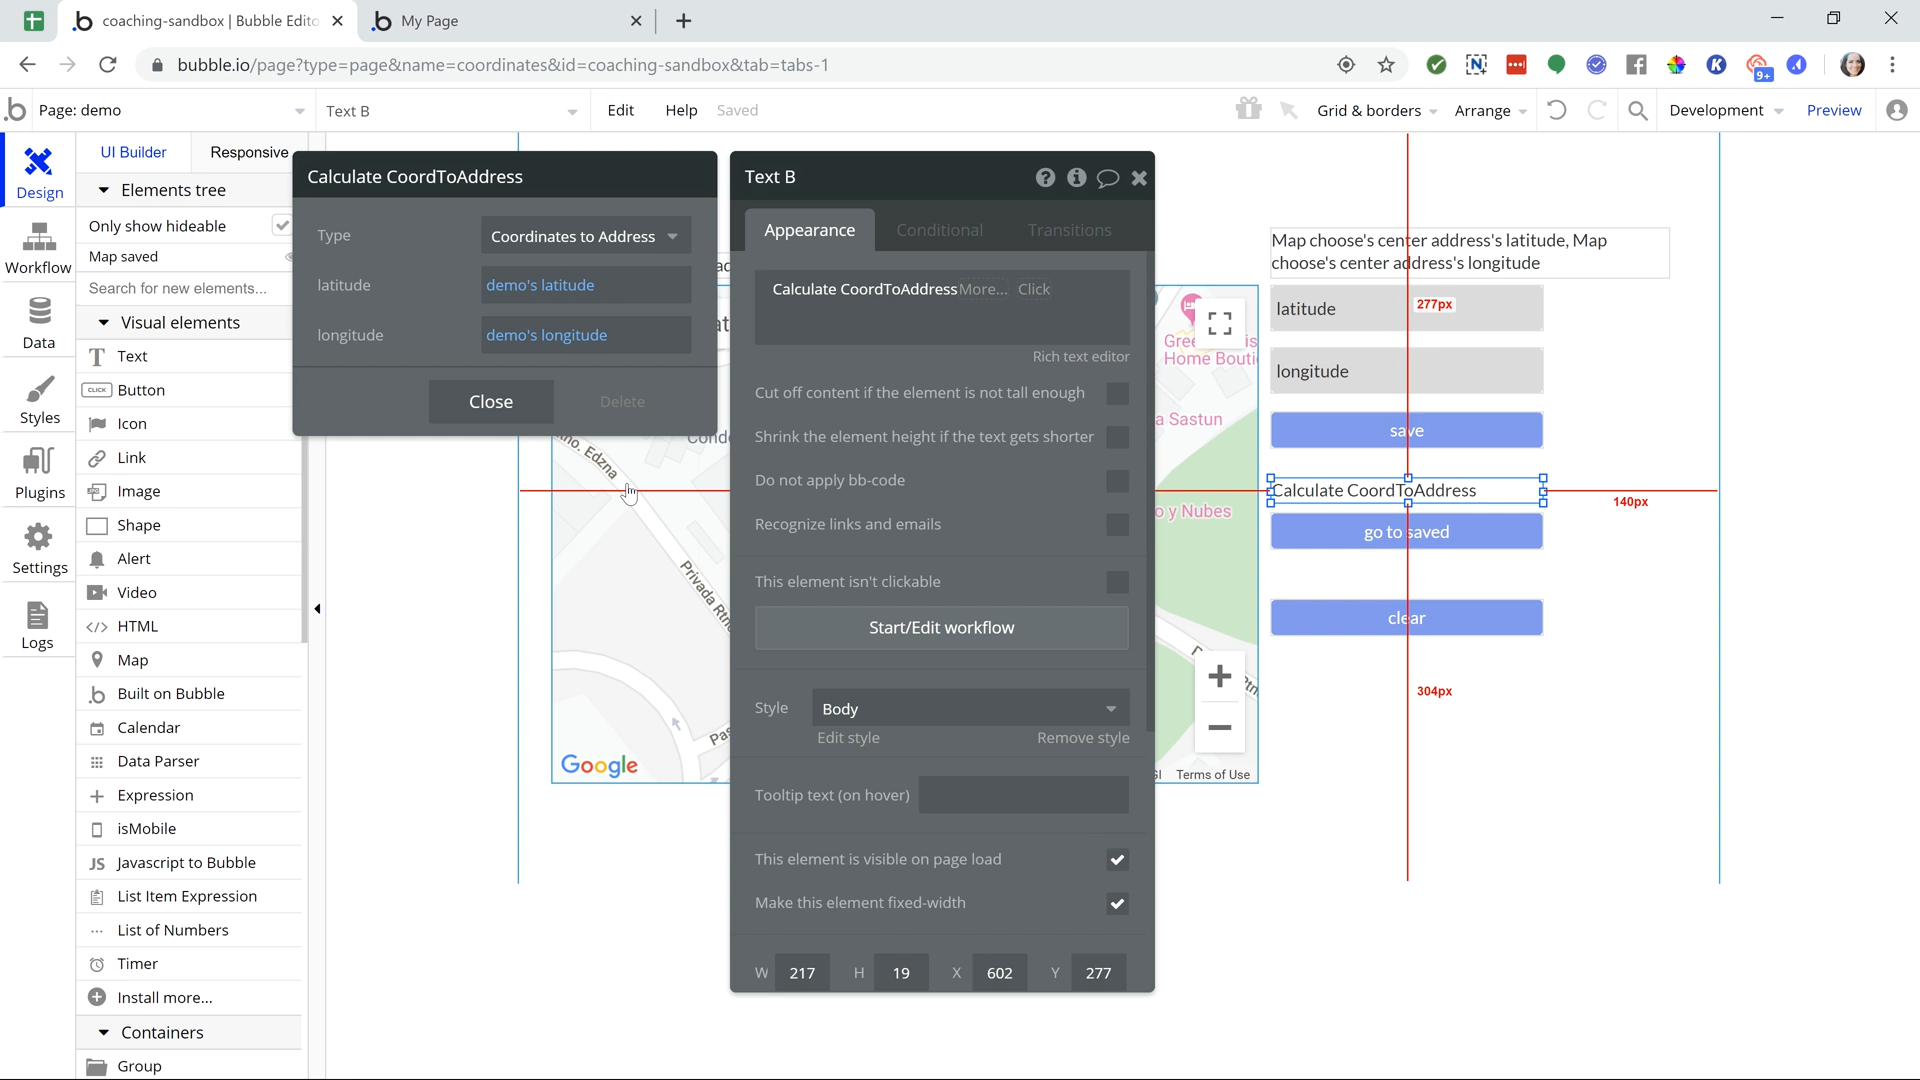 coaching-sandbox | Bubble Edito
My Page
bubble.io/page?type=page&name=coordinates&id=coaching-sandbox&tab=tabs-1
9+
Page: demo
Text B
Edit
Help
Saved
Grid & borders
Arrange
Development
Preview
Design
Workflow
Data
Styles
Plugins
Settings
Logs
UI Builder
Responsive
Elements tree
Only show hideable
Map saved
Search for new elements...
Visual elements
Text
CLICK Button
Icon
Link
Image
Shape
Alert
Video
HTML
Map
Built on Bubble
Calendar
Data Parser
Expression
isMobile
JS Javascript to Bubble
List Item Expression
List of Numbers
Timer
Install more...
Containers
Group
Calculate CoordToAddress
Type
Coordinates to Address
latitude
demo's latitude
longitude
demo's longitude
Close
Delete
Text B
Appearance
Conditional
Transitions
Calculate CoordToAddress More... Click
Rich text editor
Cut off content if the element is not tall enough
Shrink the element height if the text gets shorter
Do not apply bb-code
Recognize links and emails
This element isn't clickable
Start/Edit workflow
Style
Body
Edit style
Remove style
Tooltip text (on hover)
This element is visible on page load
Make this element fixed-width
W 217 H 19 X 602 Y 277
Map choose's center address's latitude, Map
choose's center address's longitude
latitude
277px
longitude
save
Calculate CoordToAddress
140px
go to saved
clear
304px
Edzna
Privada Rtn
Home Bouti
a Sastun
o y Nubes
Google
Terms of Use